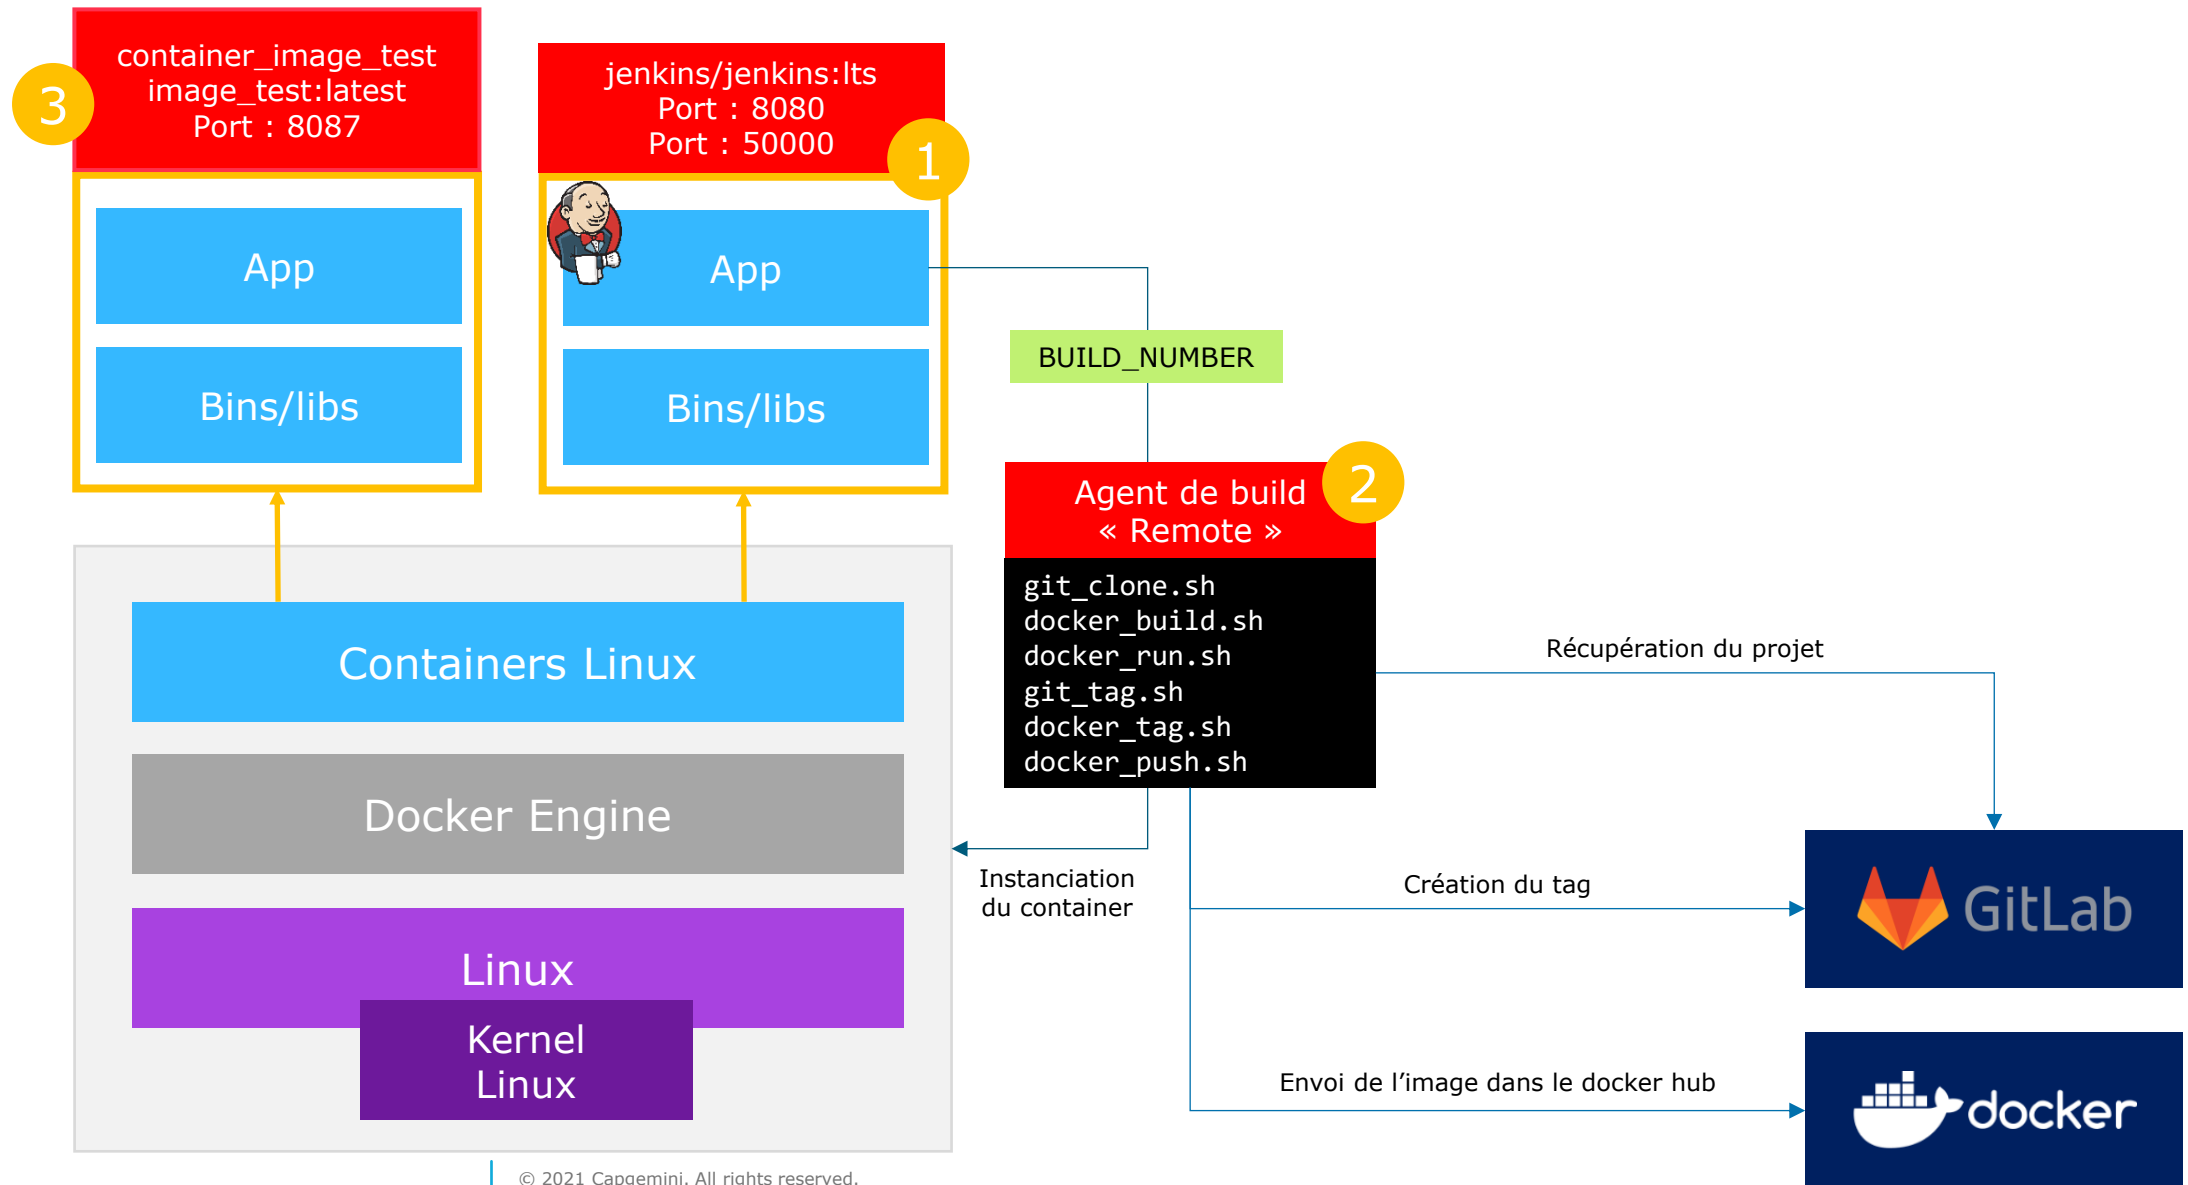 container_image_test
image_test:latest
Port : 8087
3
jenkins/jenkins:lts
Port : 8080
Port : 50000
1
App
Bins/libs
App
Bins/libs
BUILD_NUMBER
Agent de build
« Remote »
2
git_clone.sh
docker_build.sh
docker_run.sh
git_tag.sh
docker_tag.sh
docker_push.sh
Récupération du projet
Containers Linux
Docker Engine
Linux
Kernel
Linux
Instanciation
du container
Création du tag
GitLab
Envoi de l’image dans le docker hub
docker
© 2021 Capgemini. All rights reserved.